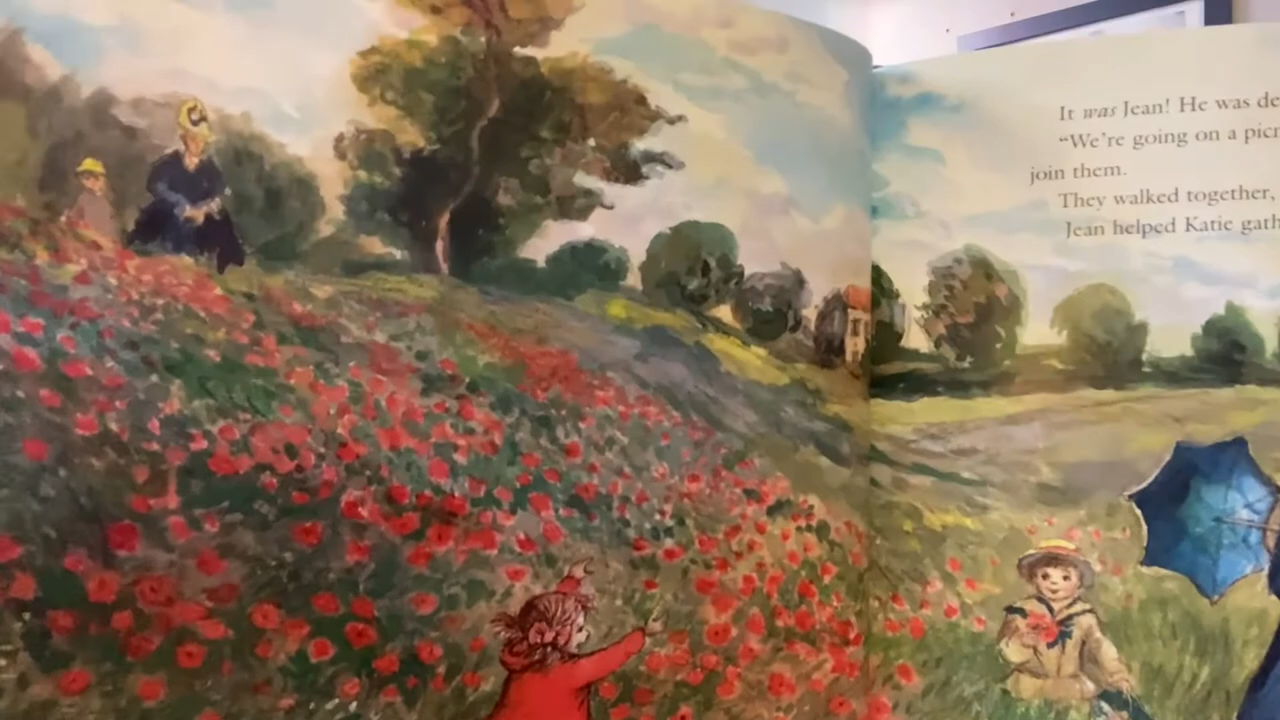 It was Jean! He was de
"We're going on a picn
join them.
They walked together,
Jean helped Katie gath